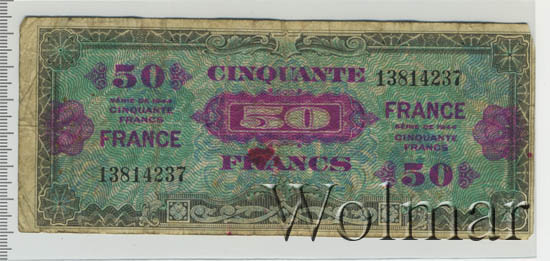 50 CINQUANTE 13814237
SÉRIE DE 1944
CINQUANTE
FRANCS
FRANCE
50
FRANCE
SÉRIE DE 1944
CINQUANTE
FRANCS
13814237 FRANCS 50
Wolmar